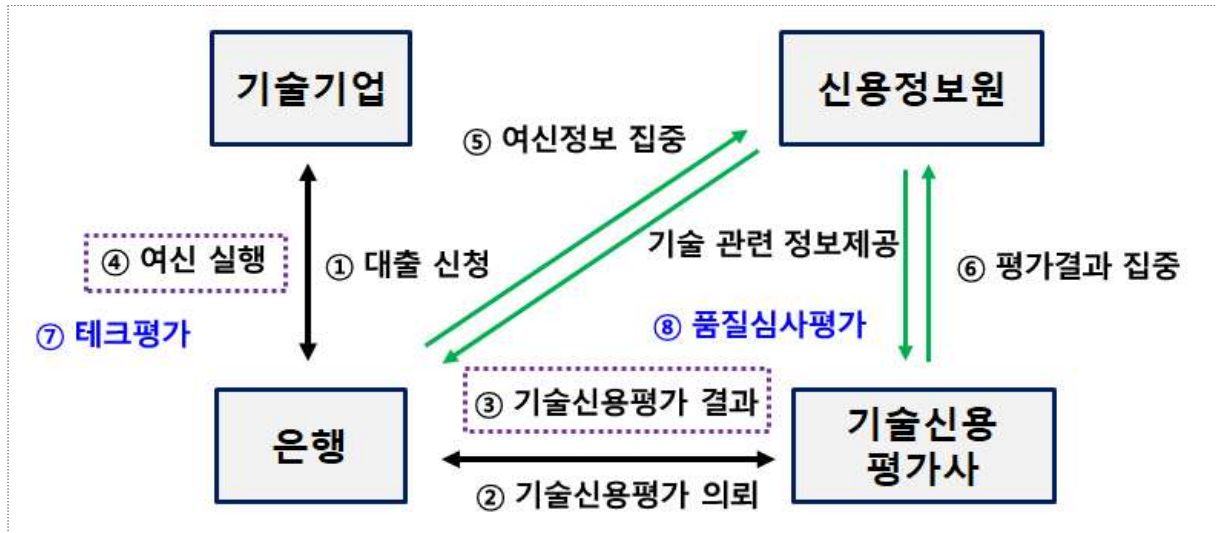 기술기업
신용정보원
⑤ 여신정보 집중
④ 여신 실행
① 대출 신청
기술 관련 정보제공
⑥ 평가결과 집중
⑦ 테크평가
⑧ 품질심사평가
③ 기술신용평가 결과
은행
기술신용
평가사
② 기술신용평가 의뢰